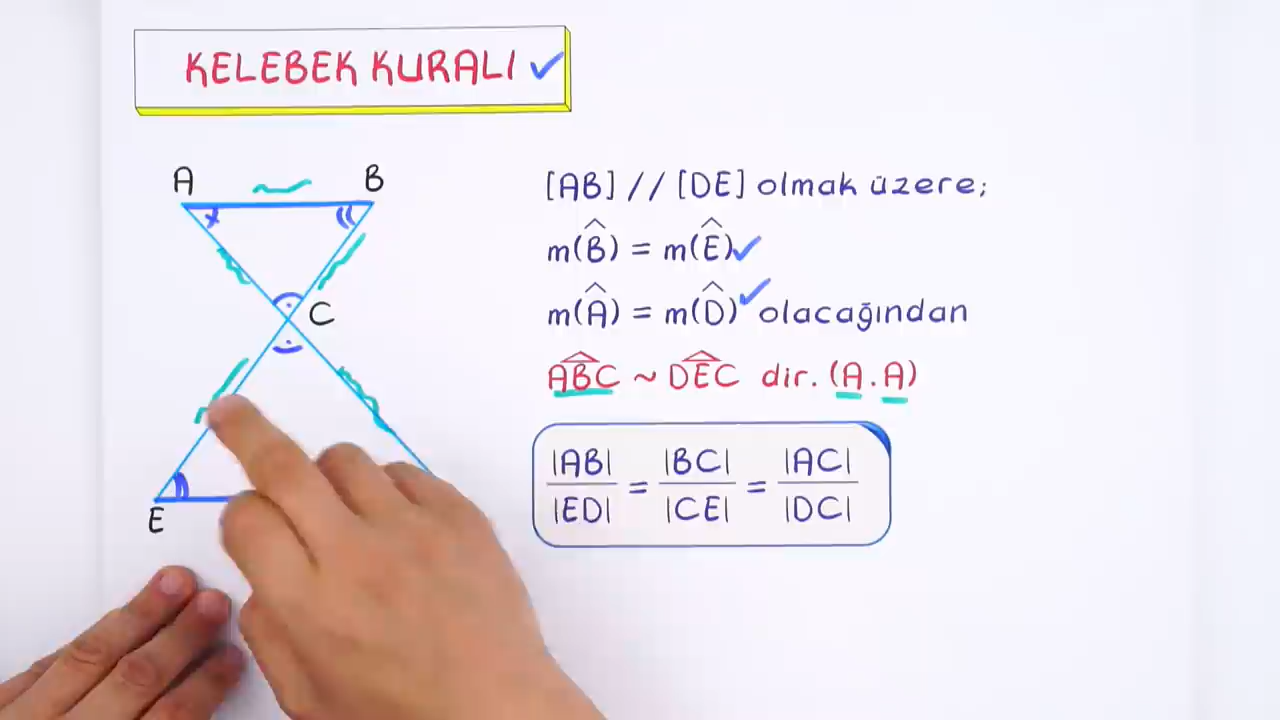 KELEBEK KURALI
A B
C
E
[AB] // [DE] olmak üzere;
m(B̂) = m(Ê)
m(Â) = m(D̂) olacağından
ABC ~ DEC dir. (A.A)
|AB| / |ED| = |BC| / |CE| = |AC| / |DC|